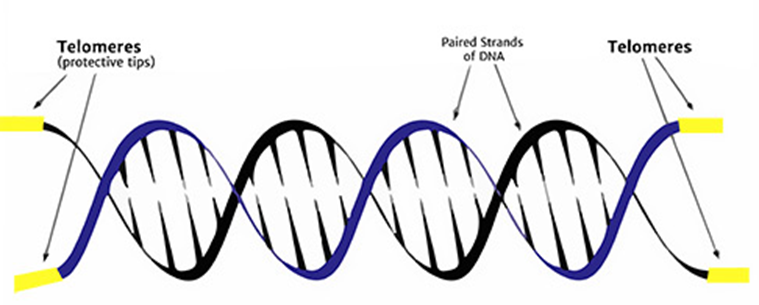 Telomeres
(protective tips)
Paired Strands
of DNA
Telomeres